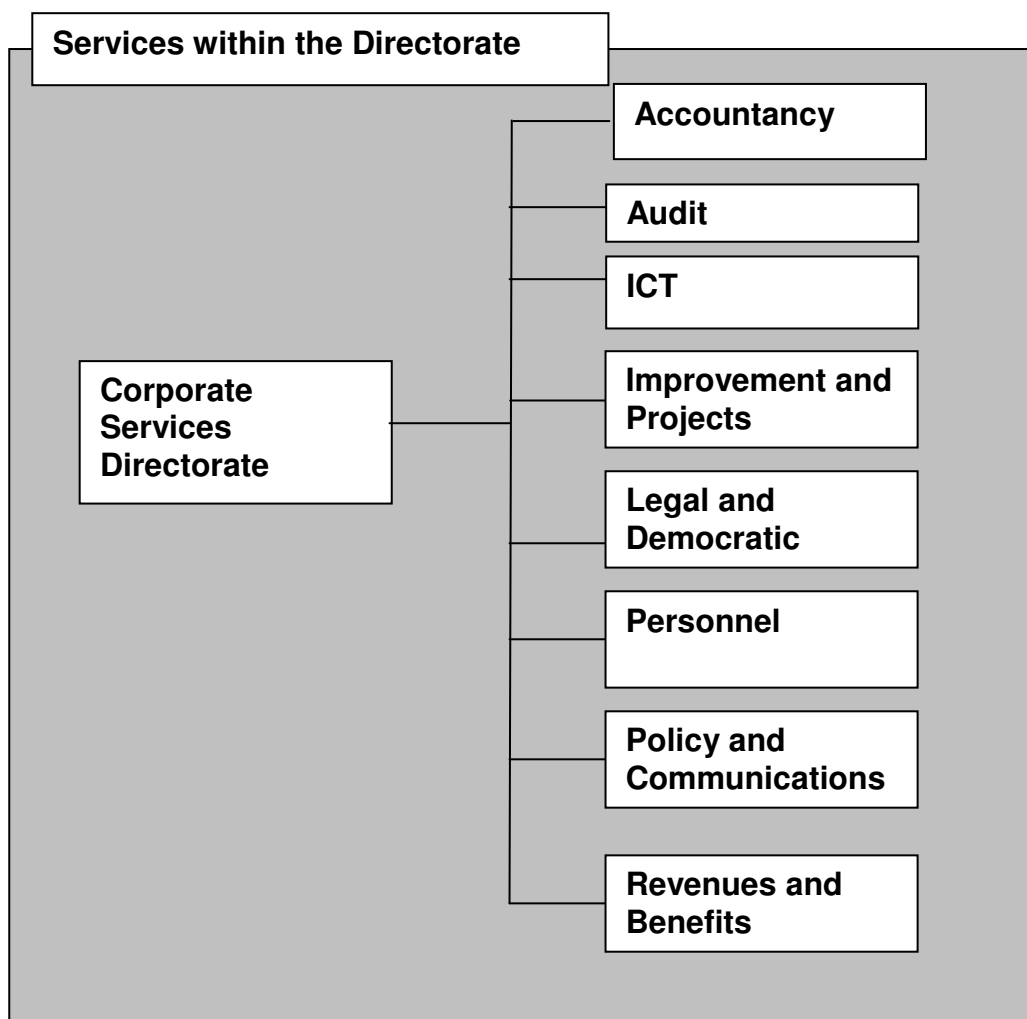 Services within the Directorate
Accountancy
Audit
ICT
Corporate
Services
Directorate
Improvement and
Projects
Legal and
Democratic
Personnel
Policy and
Communications
Revenues and
Benefits